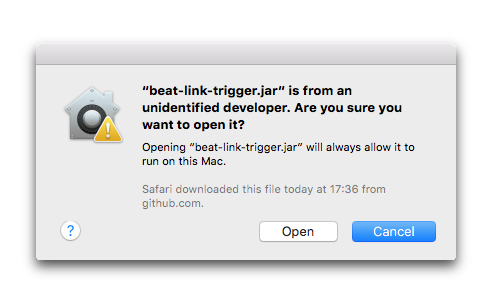 “beat-link-trigger.jar” is from an
unidentified developer. Are you sure you
want to open it?
Opening “beat-link-trigger.jar” will always allow it to
run on this Mac.
Safari downloaded this file today at 17:36 from
github.com.
?
Open
Cancel